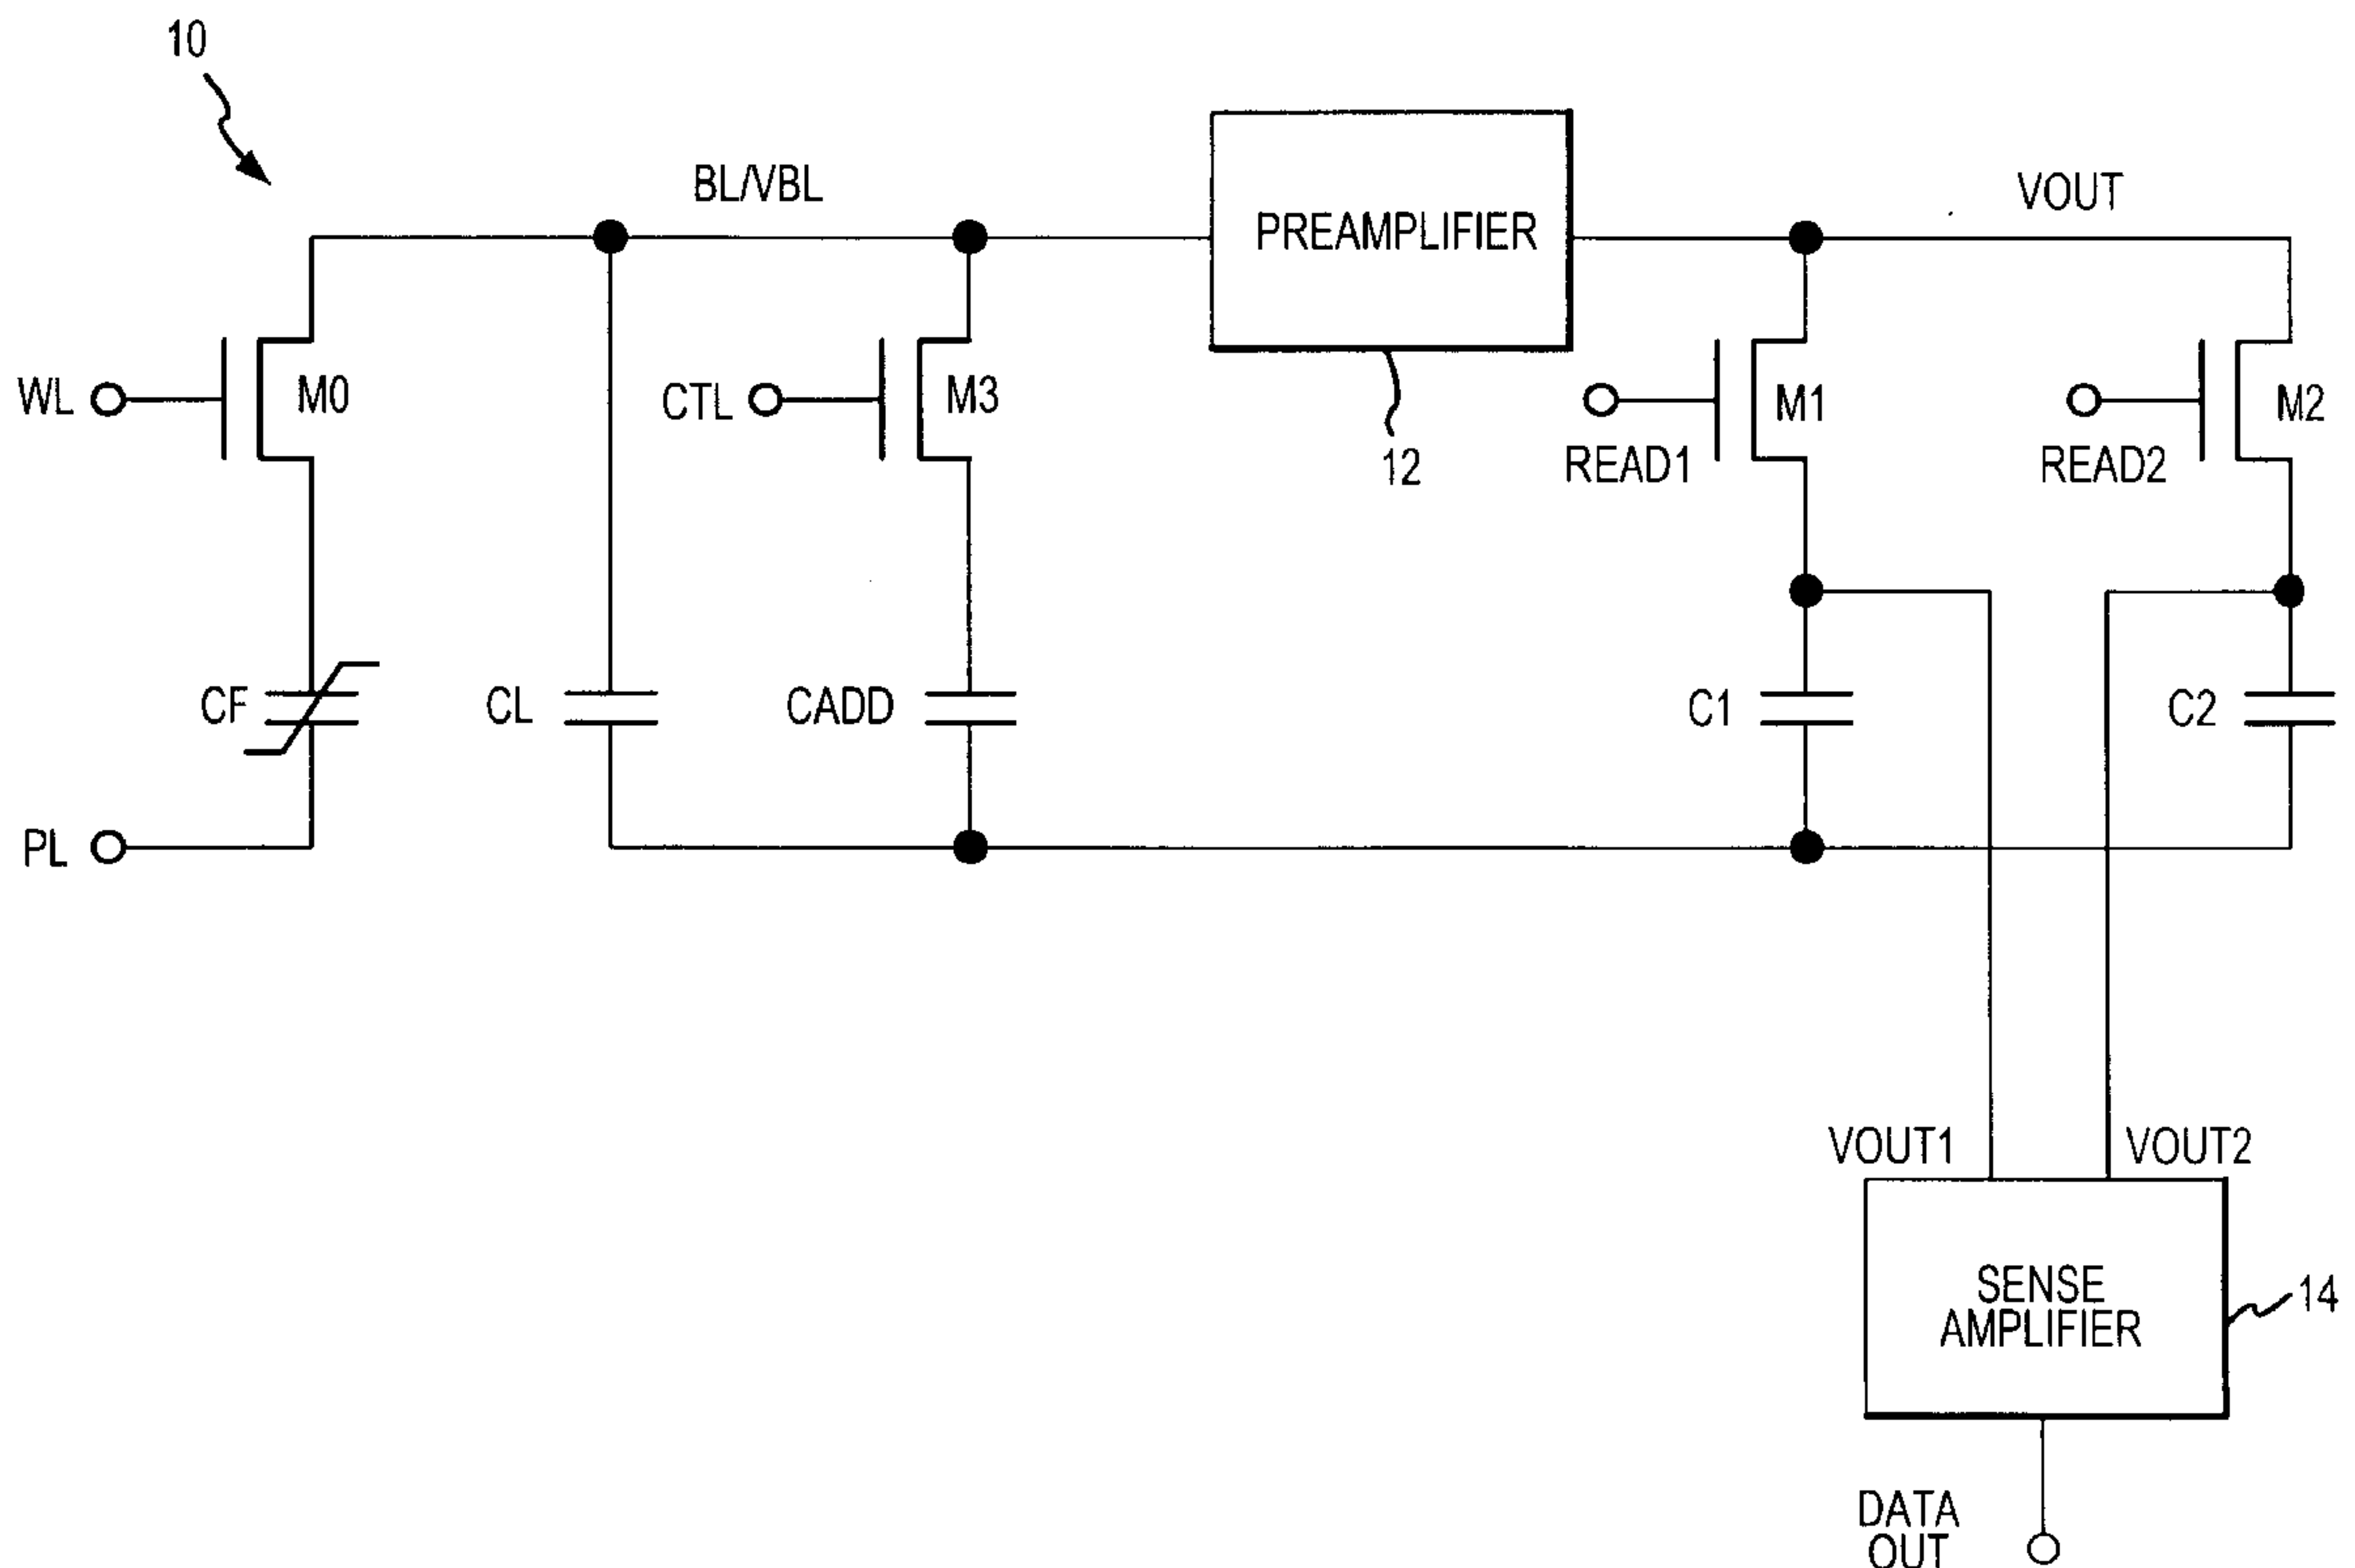 10
BL/VBL
PREAMPLIFIER
VOUT
WL
M0
CTL
M3
M1
M2
12
READ1
READ2
CF
CL
CADD
C1
C2
PL
VOUT1
VOUT2
SENSE
AMPLIFIER
14
DATA
OUT